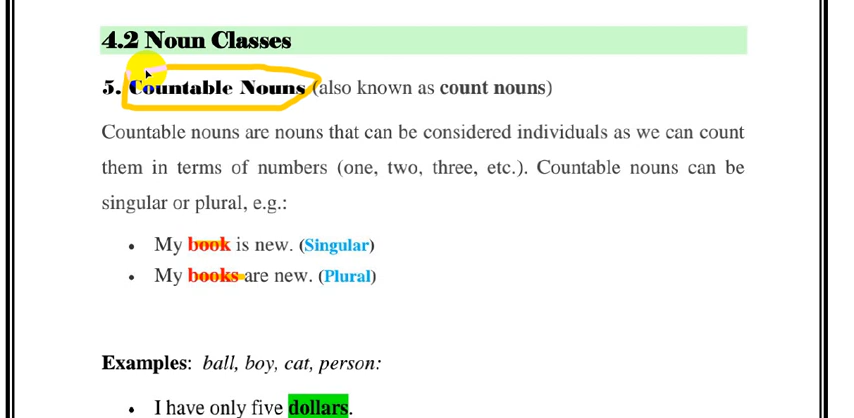 4.2 Noun Classes
5. Countable Nouns (also known as count nouns)
Countable nouns are nouns that can be considered individuals as we can count
them in terms of numbers (one, two, three, etc.). Countable nouns can be
singular or plural, e.g.:
• My book is new. (Singular)
• My books are new. (Plural)
Examples: ball, boy, cat, person:
• I have only five dollars.